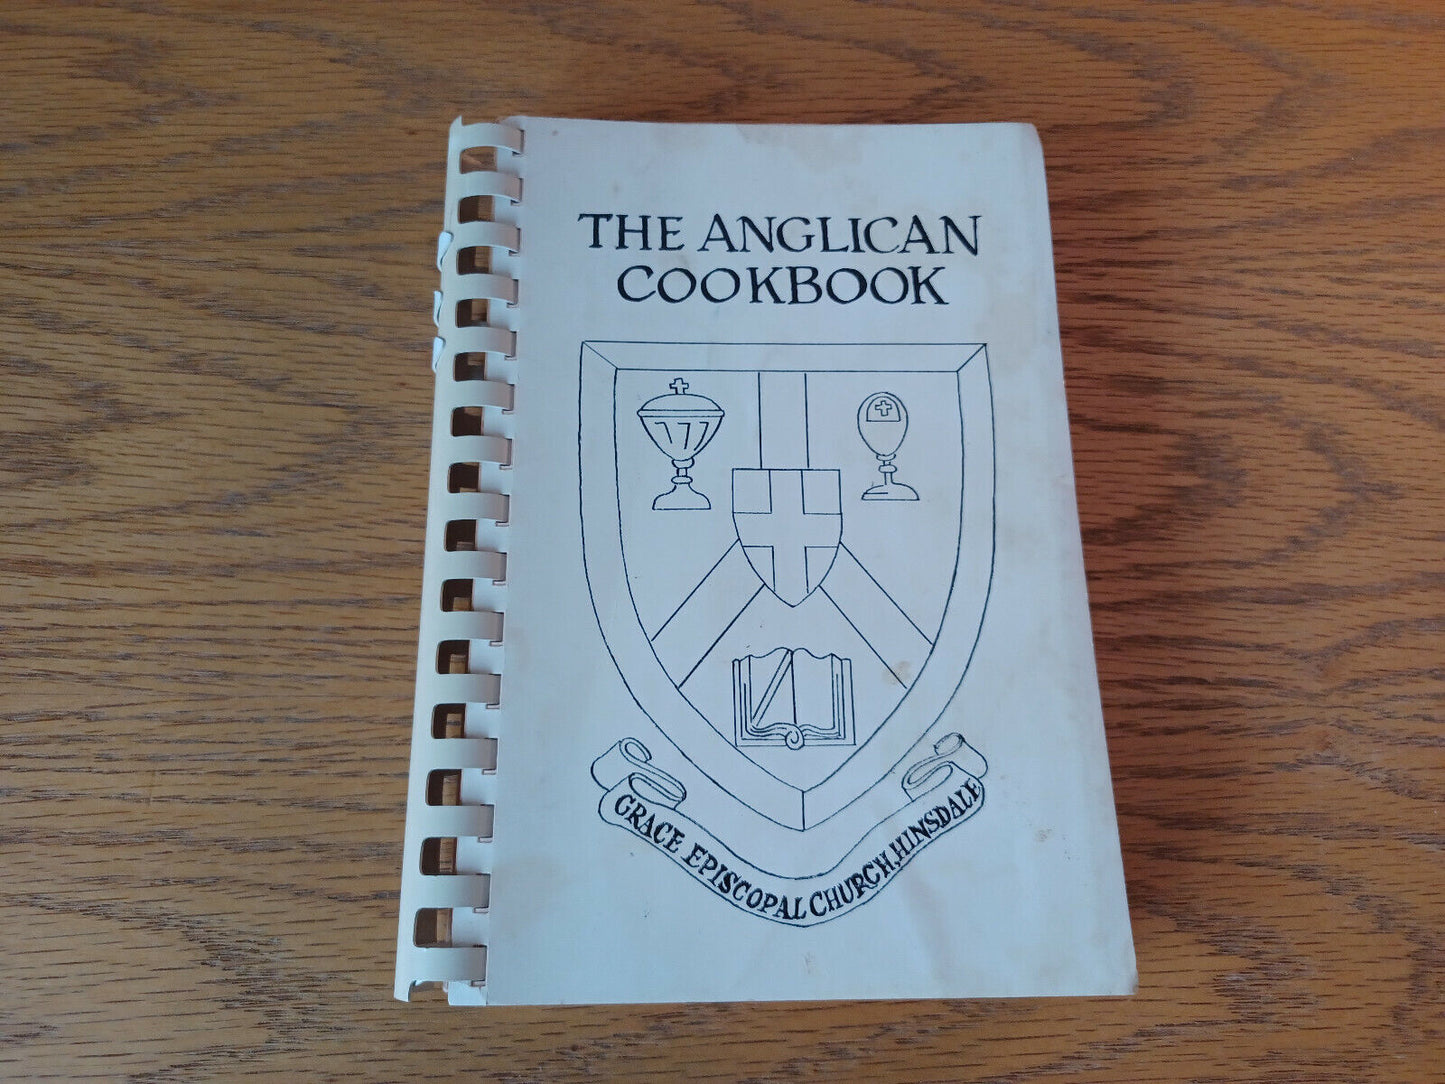 THE ANGLICAN
COOKBOOK
GRACE EPISCOPAL CHURCH, HINSDALE